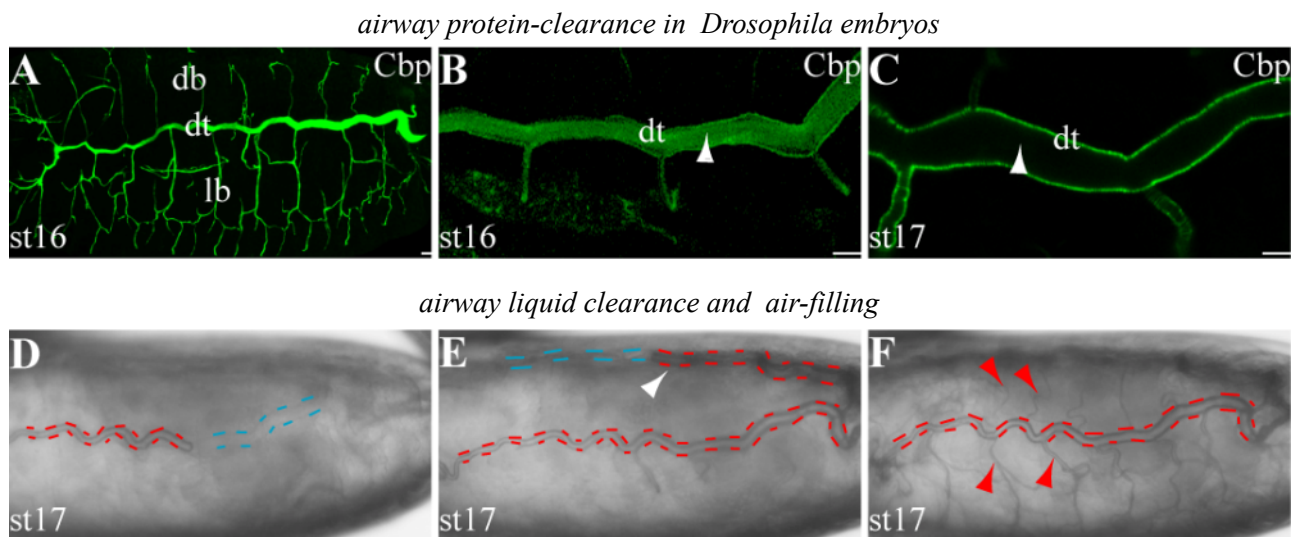 airway protein-clearance in Drosophila embryos
A Cbp
db
dt
lb
st16
B Cbp
dt
st16
C Cbp
dt
st17
airway liquid clearance and air-filling
D
st17
E
st17
F
st17